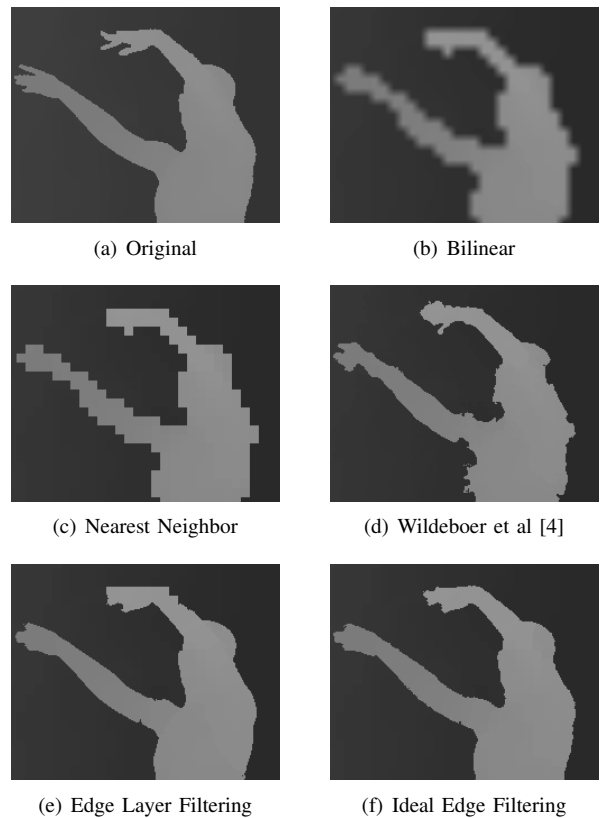 (a) Original
(b) Bilinear
(c) Nearest Neighbor
(d) Wildeboer et al [4]
(e) Edge Layer Filtering
(f) Ideal Edge Filtering